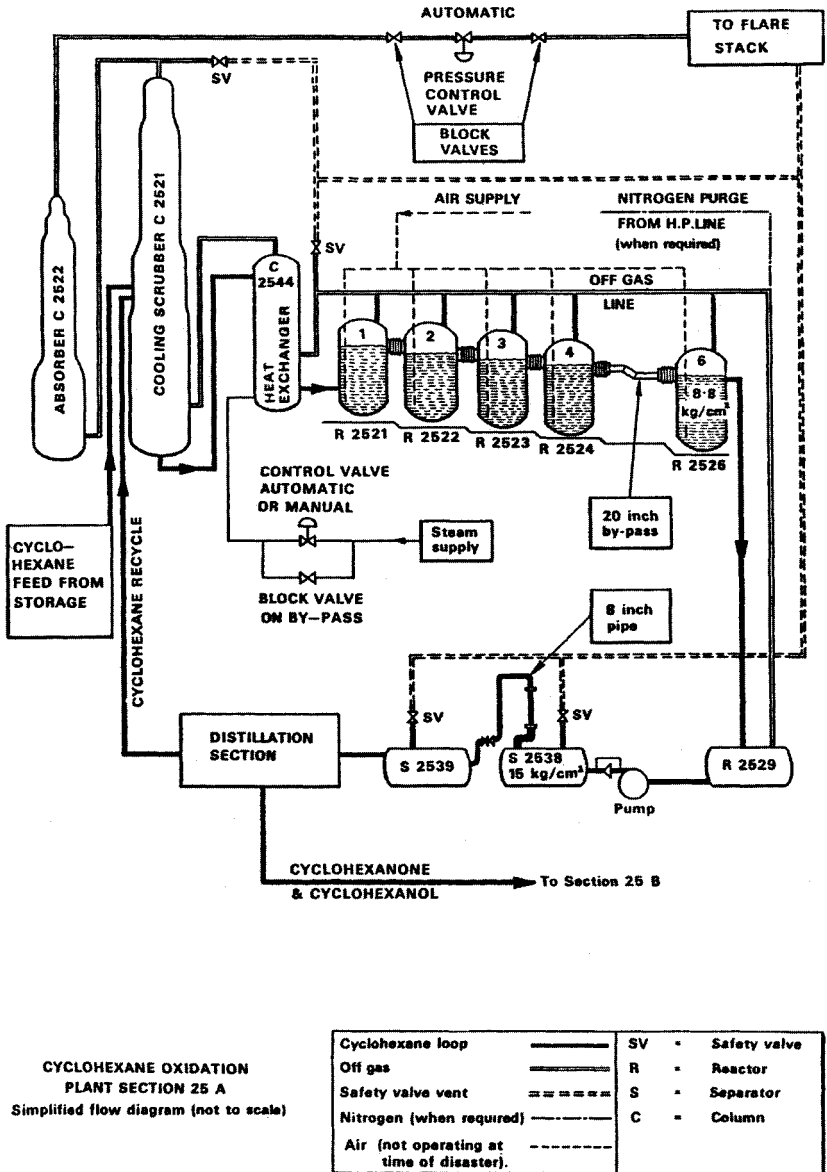 AUTOMATIC
TO FLARE
STACK
SV
PRESSURE
CONTROL
VALVE
BLOCK
VALVES
ABSORBER C 2522
COOLING SCRUBBER C 2521
AIR SUPPLY
NITROGEN PURGE
FROM H.P. LINE
(when required)
SV
C
2544
HEAT
EXCHANGER
OFF GAS
LINE
1
2
3
4
6
8·8
kg/cm²
R 2521
R 2522
R 2523
R 2524
R 2526
CONTROL VALVE
AUTOMATIC
OR MANUAL
Steam
supply
20 inch
by-pass
CYCLO—
HEXANE
FEED FROM
STORAGE
BLOCK VALVE
ON BY—PASS
8 inch
pipe
CYCLOHEXANE RECYCLE
SV
SV
DISTILLATION
SECTION
S 2539
S 2538
15 kg/cm²
R 2529
Pump
CYCLOHEXANONE
& CYCLOHEXANOL
To Section 25 B
CYCLOHEXANE OXIDATION
PLANT SECTION 25 A
Simplified flow diagram (not to scale)
Cyclohexane loop
Off gas
Safety valve vent
Nitrogen (when required)
Air (not operating at
time of disaster).
SV = Safety valve
R = Reactor
S = Separator
C = Column